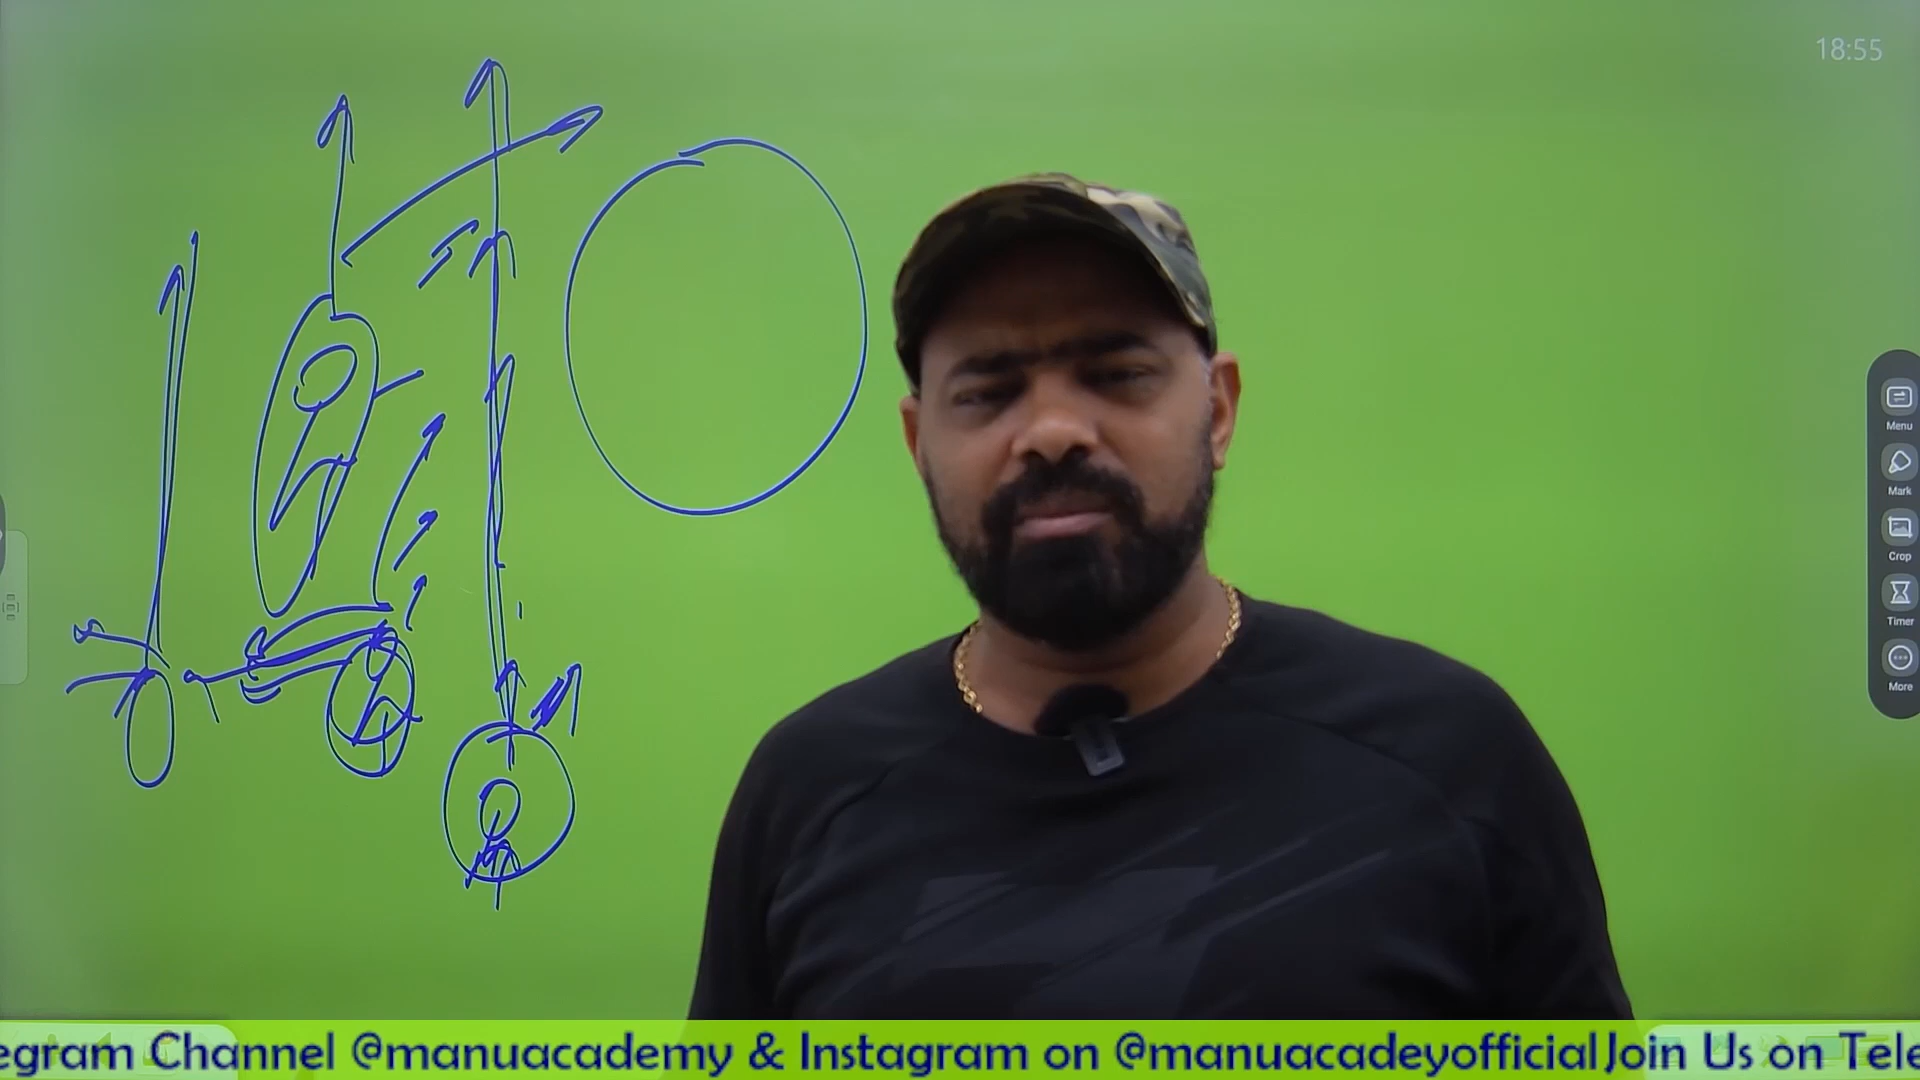 18:55
Menu
Mark
Crop
Timer
More
egram Channel @manuacademy & Instagram on @manuacadeyofficial Join Us on Tele